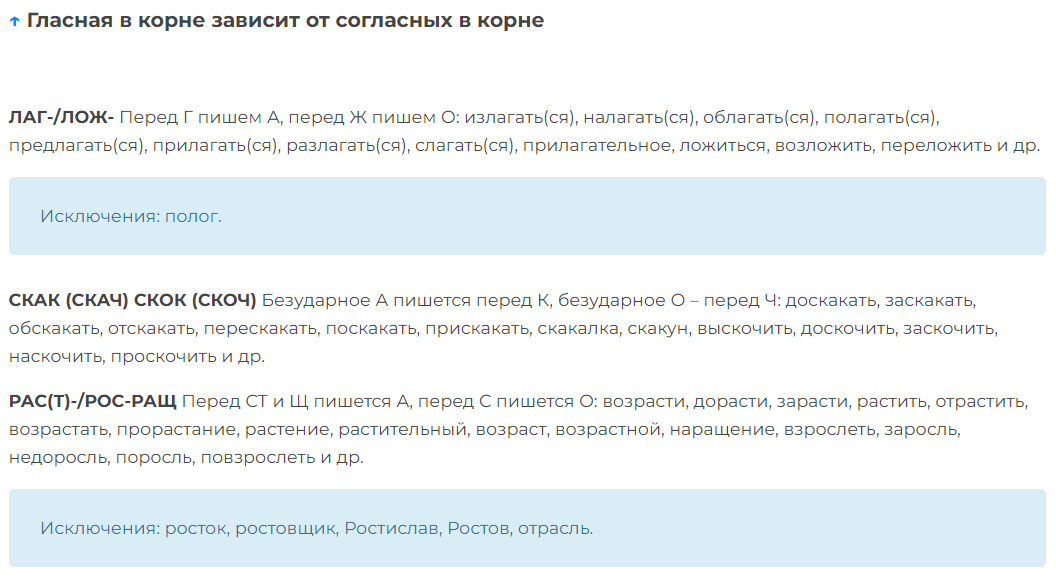 ↑ Гласная в корне зависит от согласных в корне
ЛАГ-/ЛОЖ- Перед Г пишем А, перед Ж пишем О: излагать(ся), налагать(ся), облагать(ся), полагать(ся),
предлагать(ся), прилагать(ся), разлагать(ся), слагать(ся), прилагательное, ложиться, возложить, переложить и др.
Исключения: полог.
СКАК (СКАЧ) СКОК (СКОЧ) Безударное А пишется перед К, безударное О – перед Ч: доскакать, заскакать,
обскакать, отскакать, перескакать, поскакать, прискакать, скакалка, скакун, выскочить, доскочить, заскочить,
наскочить, проскочить и др.
РАС(Т)-/РОС-РАЩ Перед СТ и Щ пишется А, перед С пишется О: возрасти, дорасти, зарасти, растить, отрастить,
возрастать, прорастание, растение, растительный, возраст, возрастной, наращение, взрослеть, заросль,
недоросль, поросль, повзрослеть и др.
Исключения: росток, ростовщик, Ростислав, Ростов, отрасль.